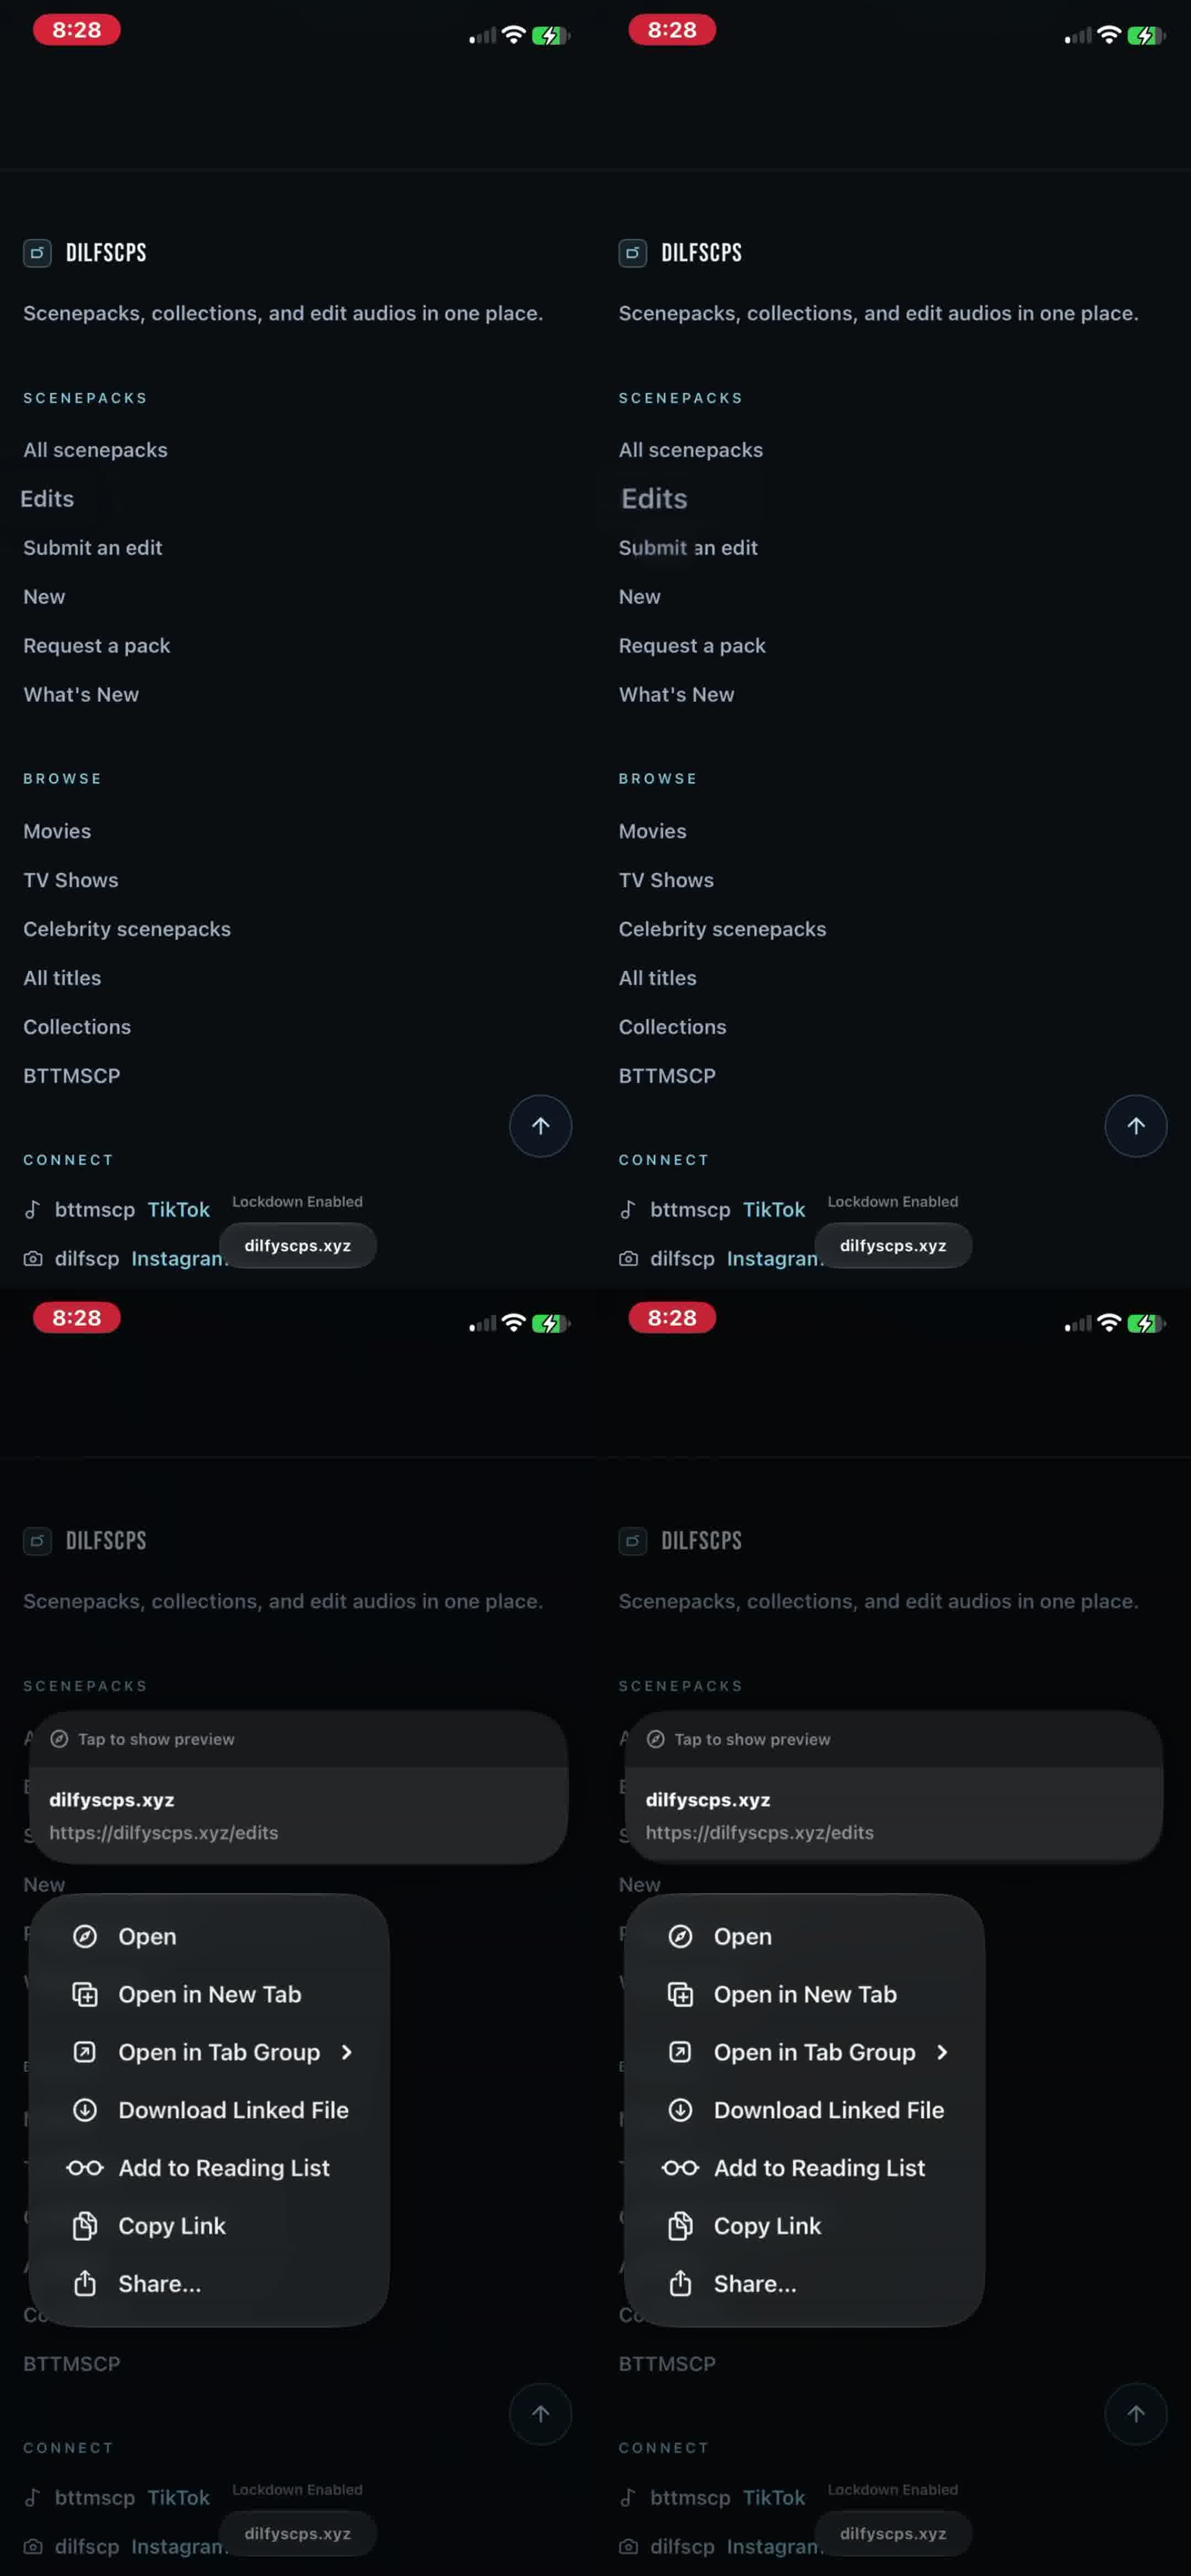 8:28
DILFSCPS
Scenepacks, collections, and edit audios in one place.
SCENEPACKS
All scenepacks
Edits
Submit an edit
New
Request a pack
What's New
BROWSE
Movies
TV Shows
Celebrity scenepacks
All titles
Collections
BTTMSCP
CONNECT
bttmscp TikTok
Lockdown Enabled
dilfscp Instagram
dilfyscps.xyz
8:28
DILFSCPS
Scenepacks, collections, and edit audios in one place.
SCENEPACKS
All scenepacks
Edits
Submit an edit
New
Request a pack
What's New
BROWSE
Movies
TV Shows
Celebrity scenepacks
All titles
Collections
BTTMSCP
CONNECT
bttmscp TikTok
Lockdown Enabled
dilfscp Instagram
dilfyscps.xyz
8:28
DILFSCPS
Scenepacks, collections, and edit audios in one place.
SCENEPACKS
Tap to show preview
dilfyscps.xyz
https://dilfyscps.xyz/edits
New
Open
Open in New Tab
Open in Tab Group
Download Linked File
Add to Reading List
Copy Link
Share...
BTTMSCP
CONNECT
bttmscp TikTok
Lockdown Enabled
dilfscp Instagram
dilfyscps.xyz
8:28
DILFSCPS
Scenepacks, collections, and edit audios in one place.
SCENEPACKS
Tap to show preview
dilfyscps.xyz
https://dilfyscps.xyz/edits
New
Open
Open in New Tab
Open in Tab Group
Download Linked File
Add to Reading List
Copy Link
Share...
BTTMSCP
CONNECT
bttmscp TikTok
Lockdown Enabled
dilfscp Instagram
dilfyscps.xyz